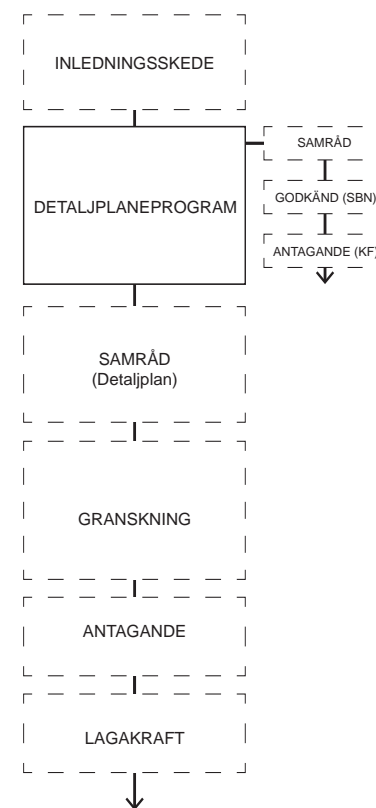 INLEDNINGSSKEDE
DETALJPLANEPROGRAM
SAMRÅD
GODKÄND (SBN)
ANTAGANDE (KF)
SAMRÅD
(Detaljplan)
GRANSKNING
ANTAGANDE
LAGAKRAFT